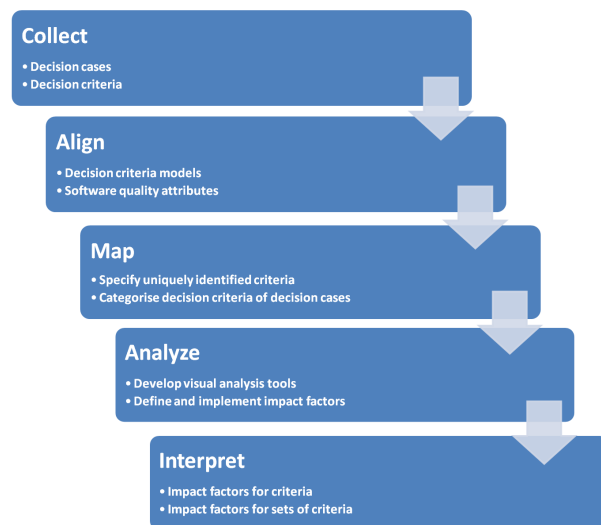 Collect
• Decision cases
• Decision criteria
Align
• Decision criteria models
• Software quality attributes
Map
• Specify uniquely identified criteria
• Categorise decision criteria of decision cases
Analyze
• Develop visual analysis tools
• Define and implement impact factors
Interpret
• Impact factors for criteria
• Impact factors for sets of criteria